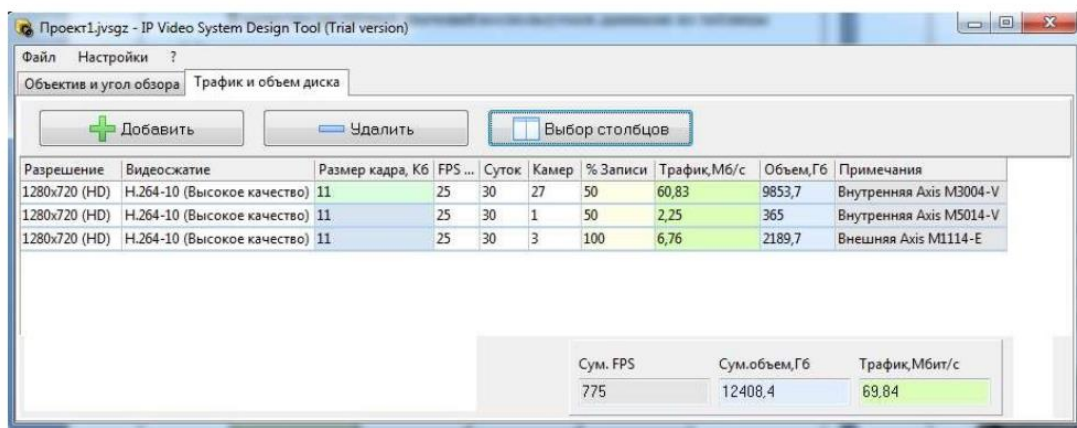 Проект1.jvsgz - IP Video System Design Tool (Trial version)
Файл Настройки ?
Объектив и угол обзора Трафик и объем диска
Добавить Удалить Выбор столбцов
Разрешение Видеосжатие Размер кадра, Кб FPS ... Суток Камер % Записи Трафик,Мб/с Объем,Гб Примечания
1280x720 (HD) H.264-10 (Высокое качество) 11 25 30 27 50 60,83 9853,7 Внутренняя Axis M3004-V
1280x720 (HD) H.264-10 (Высокое качество) 11 25 30 1 50 2,25 365 Внутренняя Axis M5014-V
1280x720 (HD) H.264-10 (Высокое качество) 11 25 30 3 100 6,76 2189,7 Внешняя Axis M1114-E
Сум. FPS Сум.объем,Гб Трафик,Мбит/с
775 12408,4 69,84